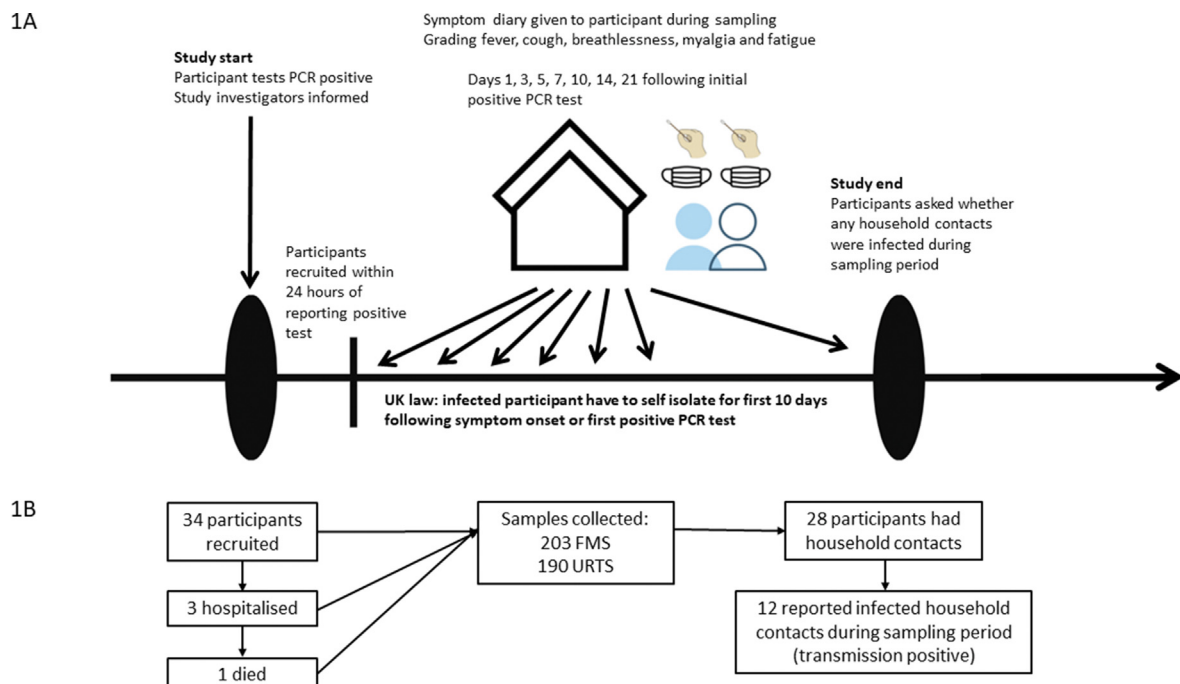 1A
Symptom diary given to participant during sampling
Grading fever, cough, breathlessness, myalgia and fatigue
Study start
Participant tests PCR positive
Study investigators informed
Days 1, 3, 5, 7, 10, 14, 21 following initial
positive PCR test
Study end
Participants asked whether
any household contacts
were infected during
sampling period
Participants
recruited within
24 hours of
reporting positive
test
UK law: infected participant have to self isolate for first 10 days
following symptom onset or first positive PCR test
1B
34 participants
recruited
3 hospitalised
1 died
Samples collected:
203 FMS
190 URTS
28 participants had
household contacts
12 reported infected household
contacts during sampling period
(transmission positive)